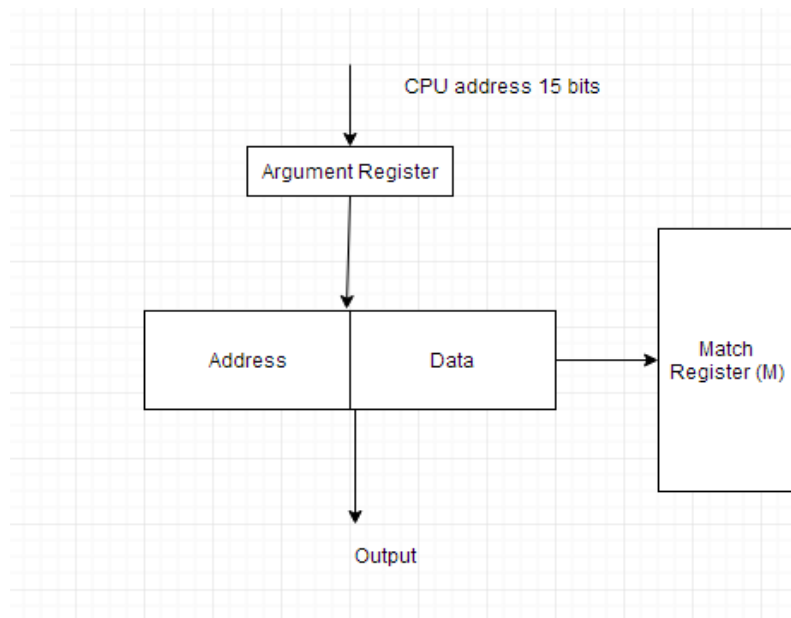 CPU address 15 bits
Argument Register
Address
Data
Match
Register (M)
Output